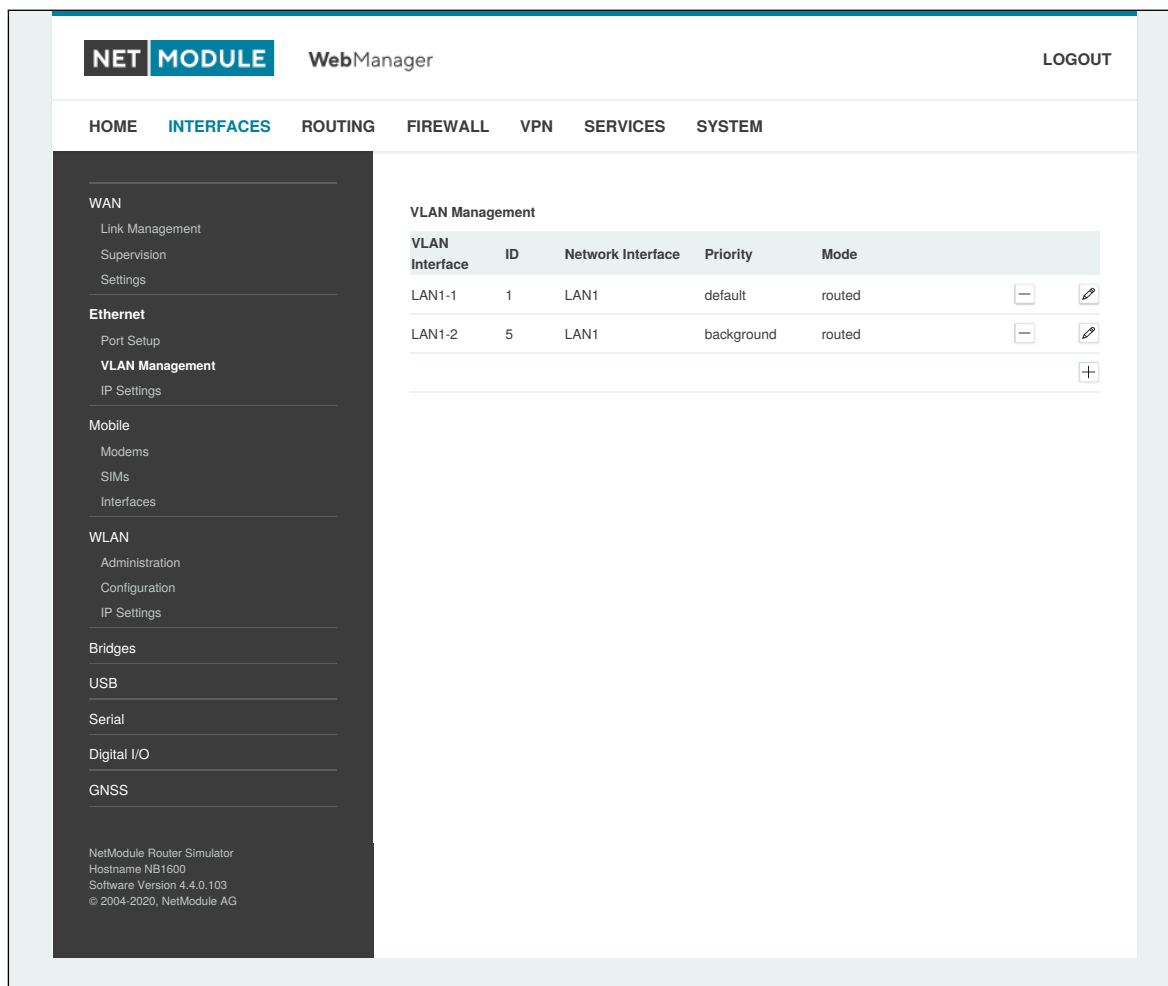 NET MODULE WebManager LOGOUT
HOME INTERFACES ROUTING FIREWALL VPN SERVICES SYSTEM
WAN
Link Management
Supervision
Settings
Ethernet
Port Setup
VLAN Management
IP Settings
Mobile
Modems
SIMs
Interfaces
WLAN
Administration
Configuration
IP Settings
Bridges
USB
Serial
Digital I/O
GNSS
NetModule Router Simulator
Hostname NB1600
Software Version 4.4.0.103
© 2004-2020, NetModule AG
VLAN Management
VLAN Interface ID Network Interface Priority Mode
LAN1-1 1 LAN1 default routed
LAN1-2 5 LAN1 background routed